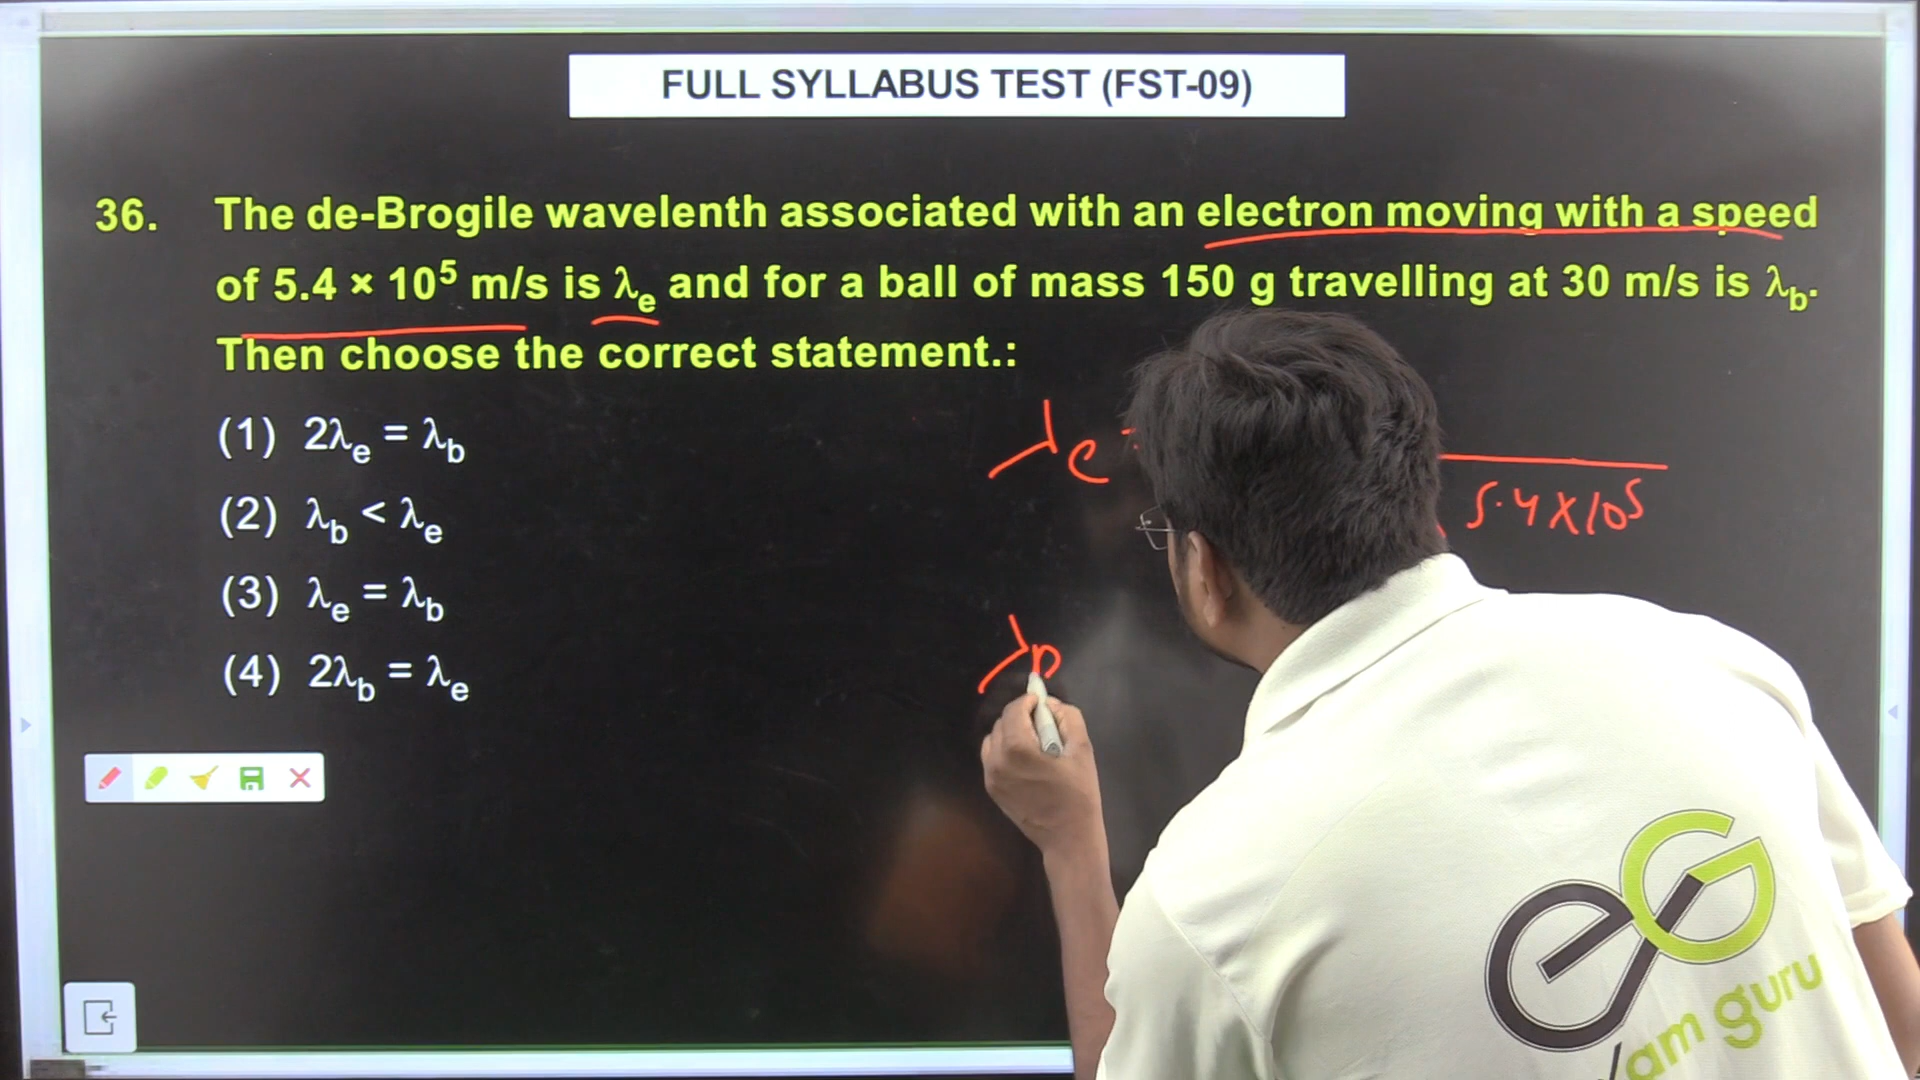 FULL SYLLABUS TEST (FST-09)
36. The de-Brogile wavelenth associated with an electron moving with a speed
of 5.4 × 10⁵ m/s is λₑ and for a ball of mass 150 g travelling at 30 m/s is λb.
Then choose the correct statement.:
(1) 2λₑ = λb
(2) λb < λₑ
(3) λₑ = λb
(4) 2λb = λₑ
λe =
5.4 × 10⁵
λ
eG
am guru